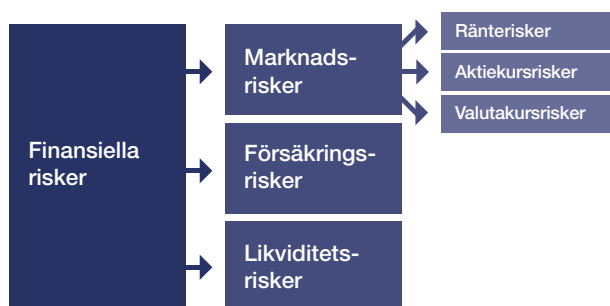 Finansiella
risker
Marknads-
risker
Ränterisker
Aktiekursrisker
Valutakursrisker
Försäkrings-
risker
Likviditets-
risker